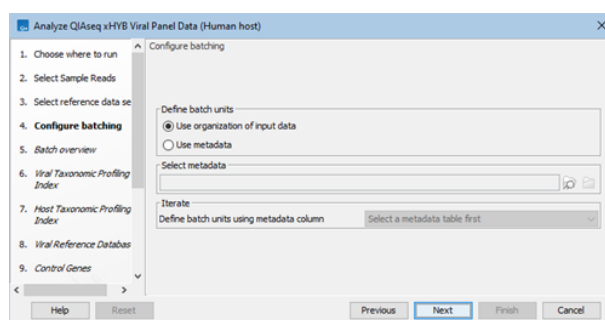 Analyze QIAseq xHYB Viral Panel Data (Human host)
1. Choose where to run
2. Select Sample Reads
3. Select reference data se
4. Configure batching
5. Batch overview
6. Viral Taxonomic Profiling
Index
7. Host Taxonomic Profiling
Index
8. Viral Reference Databas
9. Control Genes
Configure batching
Define batch units
Use organization of input data
Use metadata
Select metadata
Iterate
Define batch units using metadata column
Select a metadata table first
Help
Reset
Previous
Next
Finish
Cancel